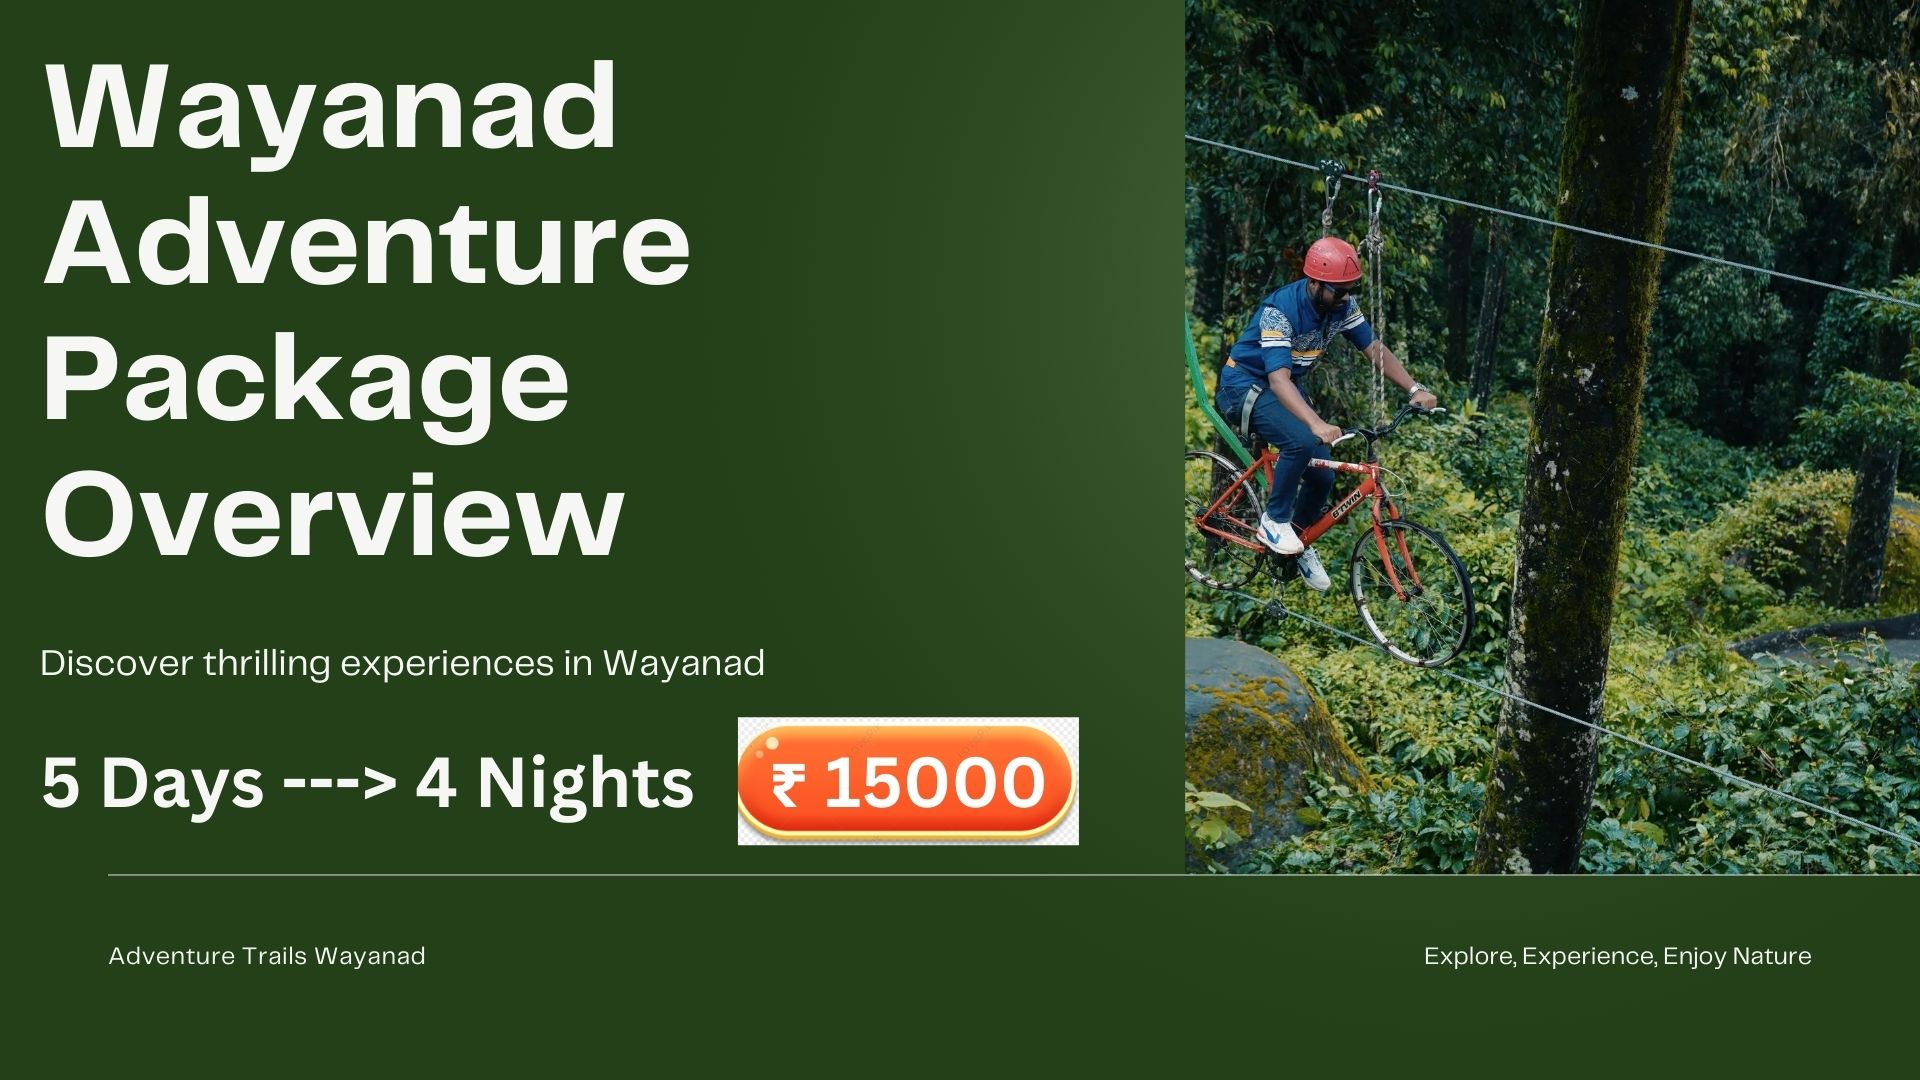 Wayanad
Adventure
Package
Overview
Discover thrilling experiences in Wayanad
5 Days ---> 4 Nights
₹ 15000
Adventure Trails Wayanad
Explore, Experience, Enjoy Nature
B'TWIN